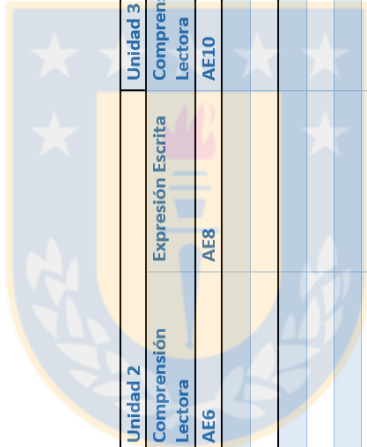 Unidad 2
Unidad 3
Comprensión
Lectora
Expresión Escrita
Lectora
AE6
AE8
AE10